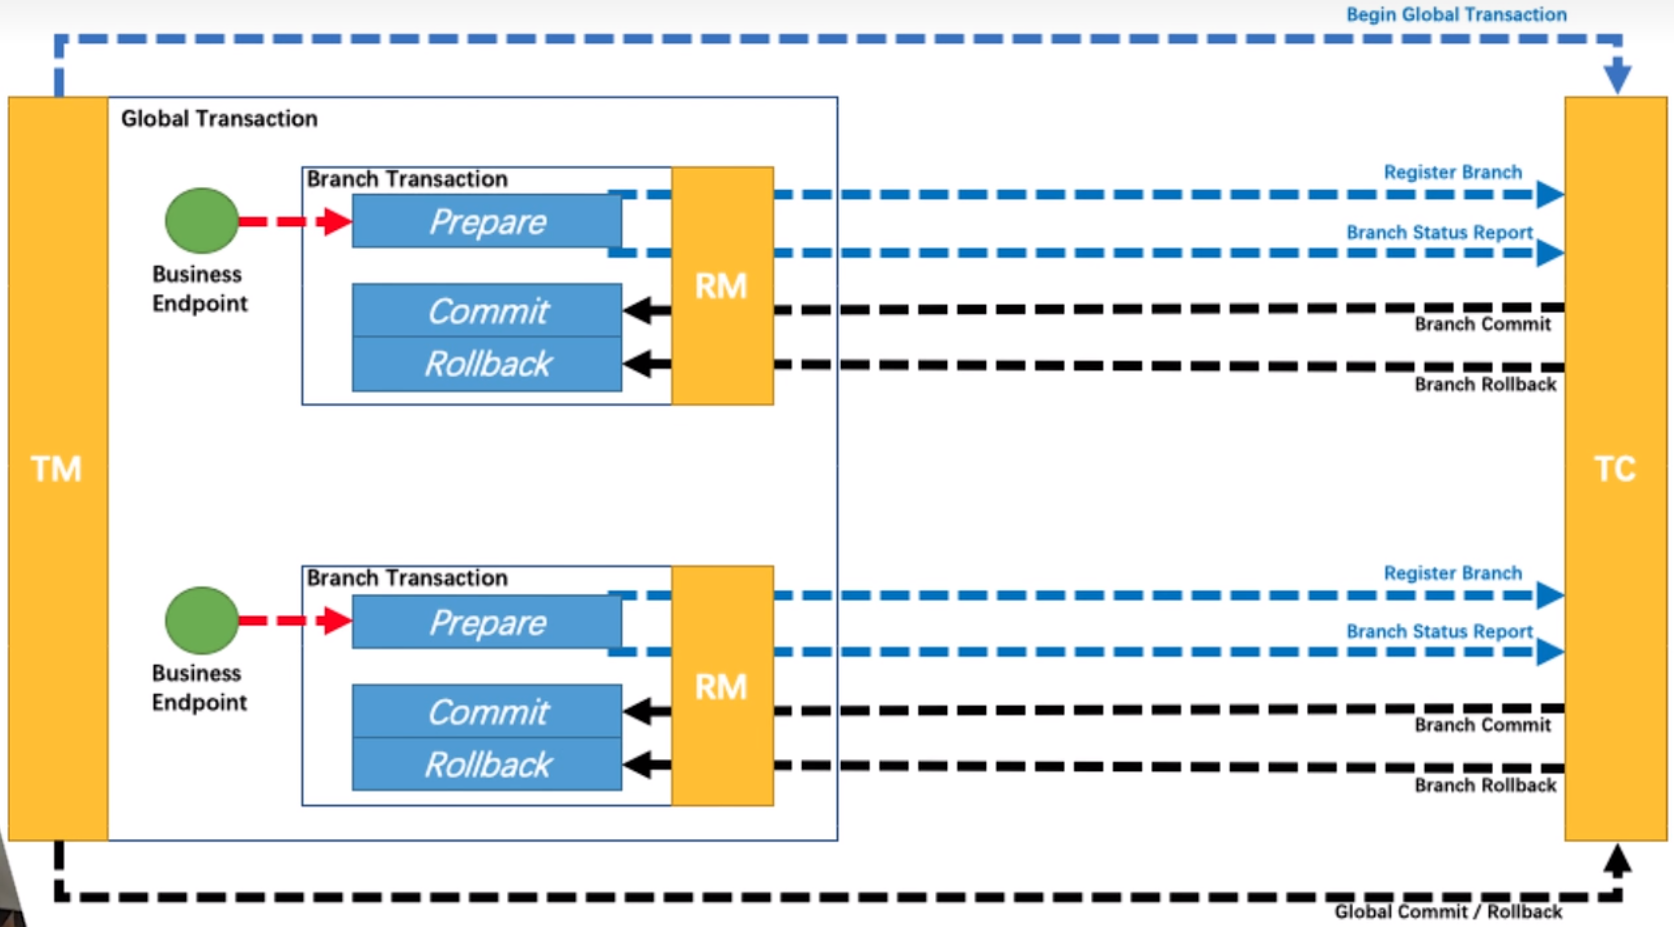 Begin Global Transaction
Global Transaction
Branch Transaction
Register Branch
Prepare
Branch Status Report
Business
Endpoint
RM
Commit
Branch Commit
Rollback
Branch Rollback
TM
TC
Branch Transaction
Register Branch
Prepare
Branch Status Report
Business
Endpoint
RM
Commit
Branch Commit
Rollback
Branch Rollback
Global Commit / Rollback